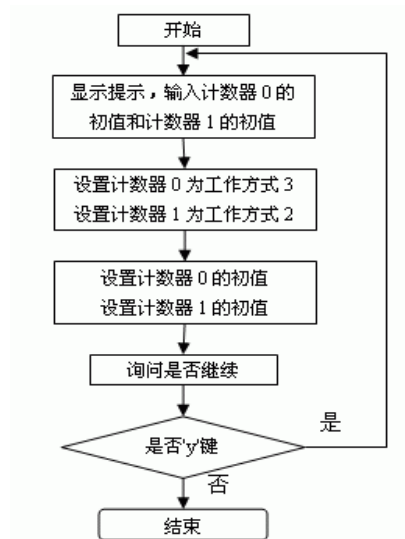 开始
显示提示，输入计数器 0 的
初值和计数器 1 的初值
设置计数器 0 为工作方式 3
设置计数器 1 为工作方式 2
设置计数器 0 的初值
设置计数器 1 的初值
询问是否继续
是否'y'键
是
否
结束